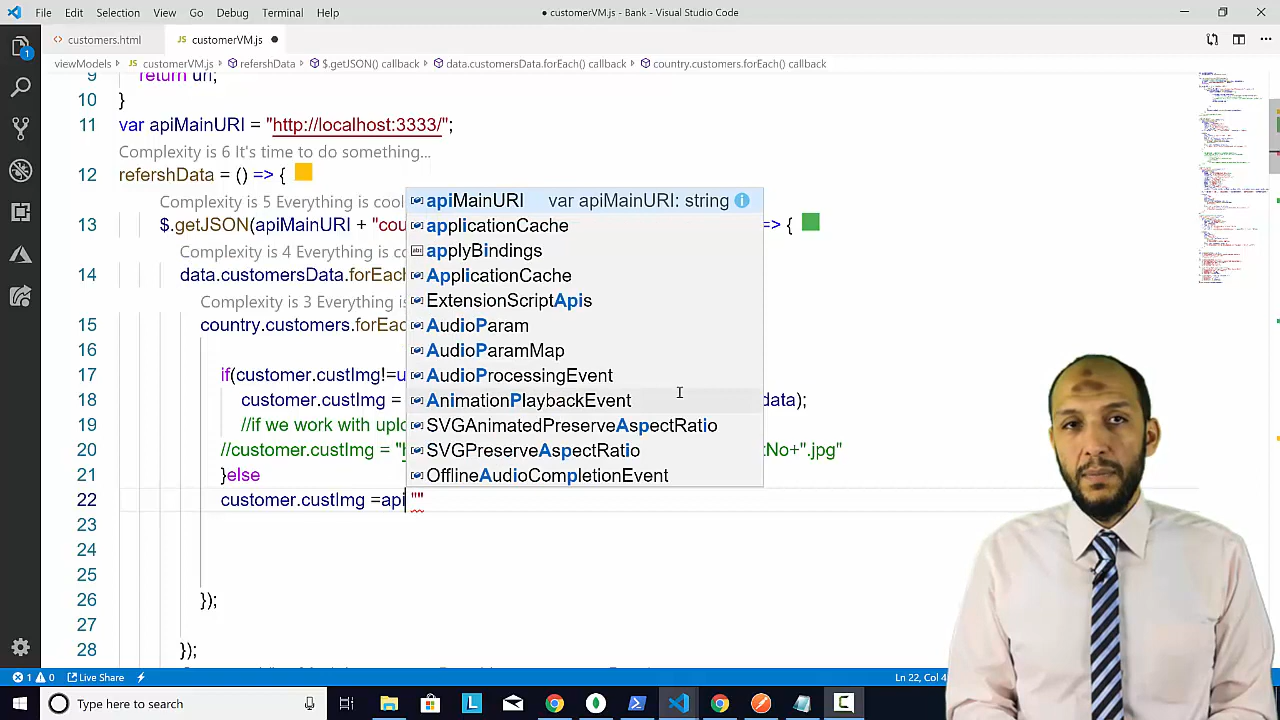 File Edit Selection View Go Debug Terminal Help
● customerVM.js - Bank - Visual Studio Code
<> customers.html JS customerVM.js ●
viewModels › JS customerVM.js › refershData › $.getJSON() callback › data.customersData.forEach() callback › country.customers.forEach() callback
9 return url;
10 }
11 var apiMainURI = "http://localhost:3333/";
Complexity is 6 It's time to do something...
12 refershData = () => {
Complexity is 5 Everything is cool
13 $.getJSON(apiMainURI + "cou => {
Complexity is 4 Everything is c
14 data.customersData.forEach
Complexity is 3 Everything is
15 country.customers.forEac
16
17 if(customer.custImg!=u
18 customer.custImg = data);
19 //if we work with uplo
20 //customer.custImg = " tNo+".jpg"
21 }else
22 customer.custImg =api ""
23
24
25
26 });
27
28 });
apiMainURI var apiMainURI: string
applicationCache
applyBindings
ApplicationCache
ExtensionScriptApis
AudioParam
AudioParamMap
AudioProcessingEvent
AnimationPlaybackEvent
SVGAnimatedPreserveAspectRatio
SVGPreserveAspectRatio
OfflineAudioCompletionEvent
1
1 0 Live Share Ln 22, Col 4
Type here to search